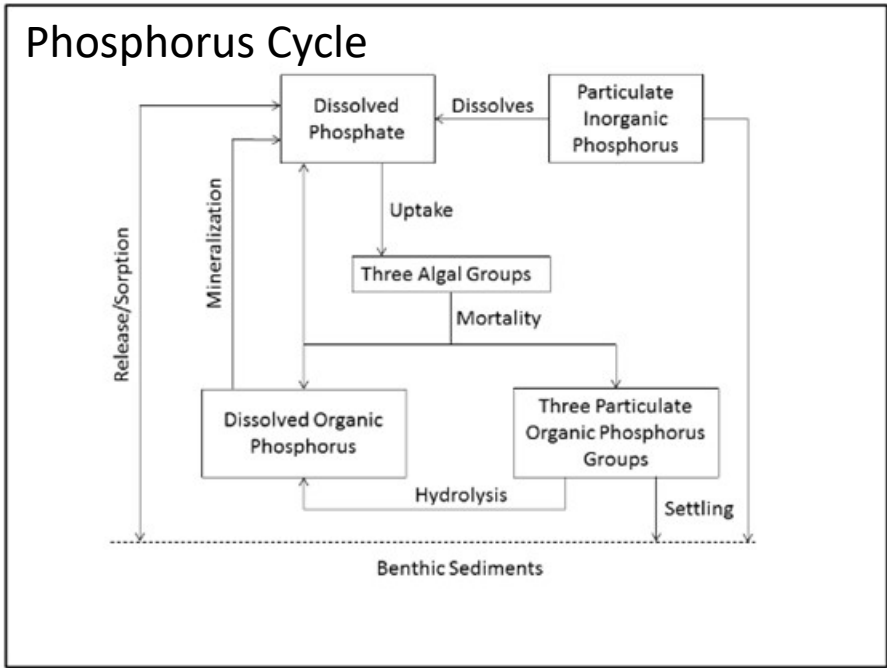 Phosphorus Cycle
Dissolved
Phosphate
Dissolves
Particulate
Inorganic
Phosphorus
Uptake
Three Algal Groups
Mortality
Mineralization
Release/Sorption
Dissolved Organic
Phosphorus
Three Particulate
Organic Phosphorus
Groups
Hydrolysis
Settling
Benthic Sediments